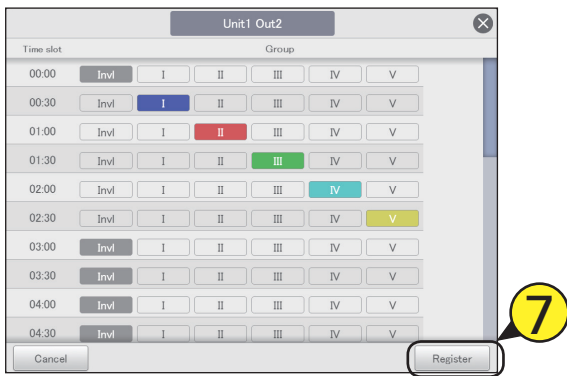 Unit1 Out2
Time slot Group
00:00 Invl I II III IV V
00:30 Invl I II III IV V
01:00 Invl I II III IV V
01:30 Invl I II III IV V
02:00 Invl I II III IV V
02:30 Invl I II III IV V
03:00 Invl I II III IV V
03:30 Invl I II III IV V
04:00 Invl I II III IV V
04:30 Invl I II III IV V
7
Cancel Register